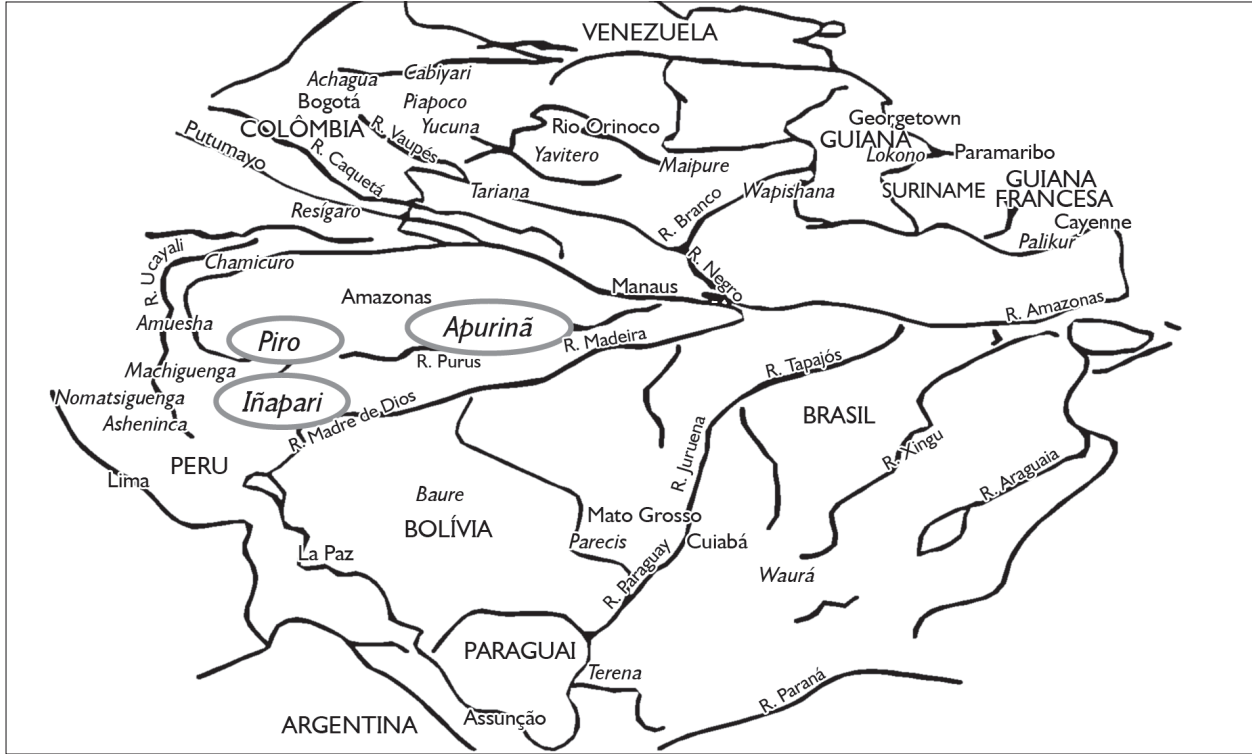 VENEZUELA
Achagua
Cabiyari
Bogotá
Piapoco
COLÔMBIA
R. Vaupés
Yucuna
Rio Orinoco
Georgetown
GUIANA
Putumayo
R. Caquetá
Yavitero
Maipure
Lokono
Paramaribo
Tariana
Wapishana
SURINAME
GUIANA
FRANCESA
Resígaro
R. Branco
Cayenne
Palikur
R. Ucayali
Chamicuro
R. Negro
Manaus
Amazonas
R. Amazonas
Amuesha
Piro
Apurinã
R. Madeira
R. Purus
Machiguenga
R. Tapajós
Nomatsiguenga
Iñapari
R. Madre de Dios
BRASIL
Asheninca
R. Juruena
R. Xingu
PERU
Lima
R. Araguaia
Baure
BOLÍVIA
Mato Grosso
Parecis
Cuiabá
La Paz
R. Paraguay
Waurá
PARAGUAI
Terena
R. Paraná
ARGENTINA
Assunção